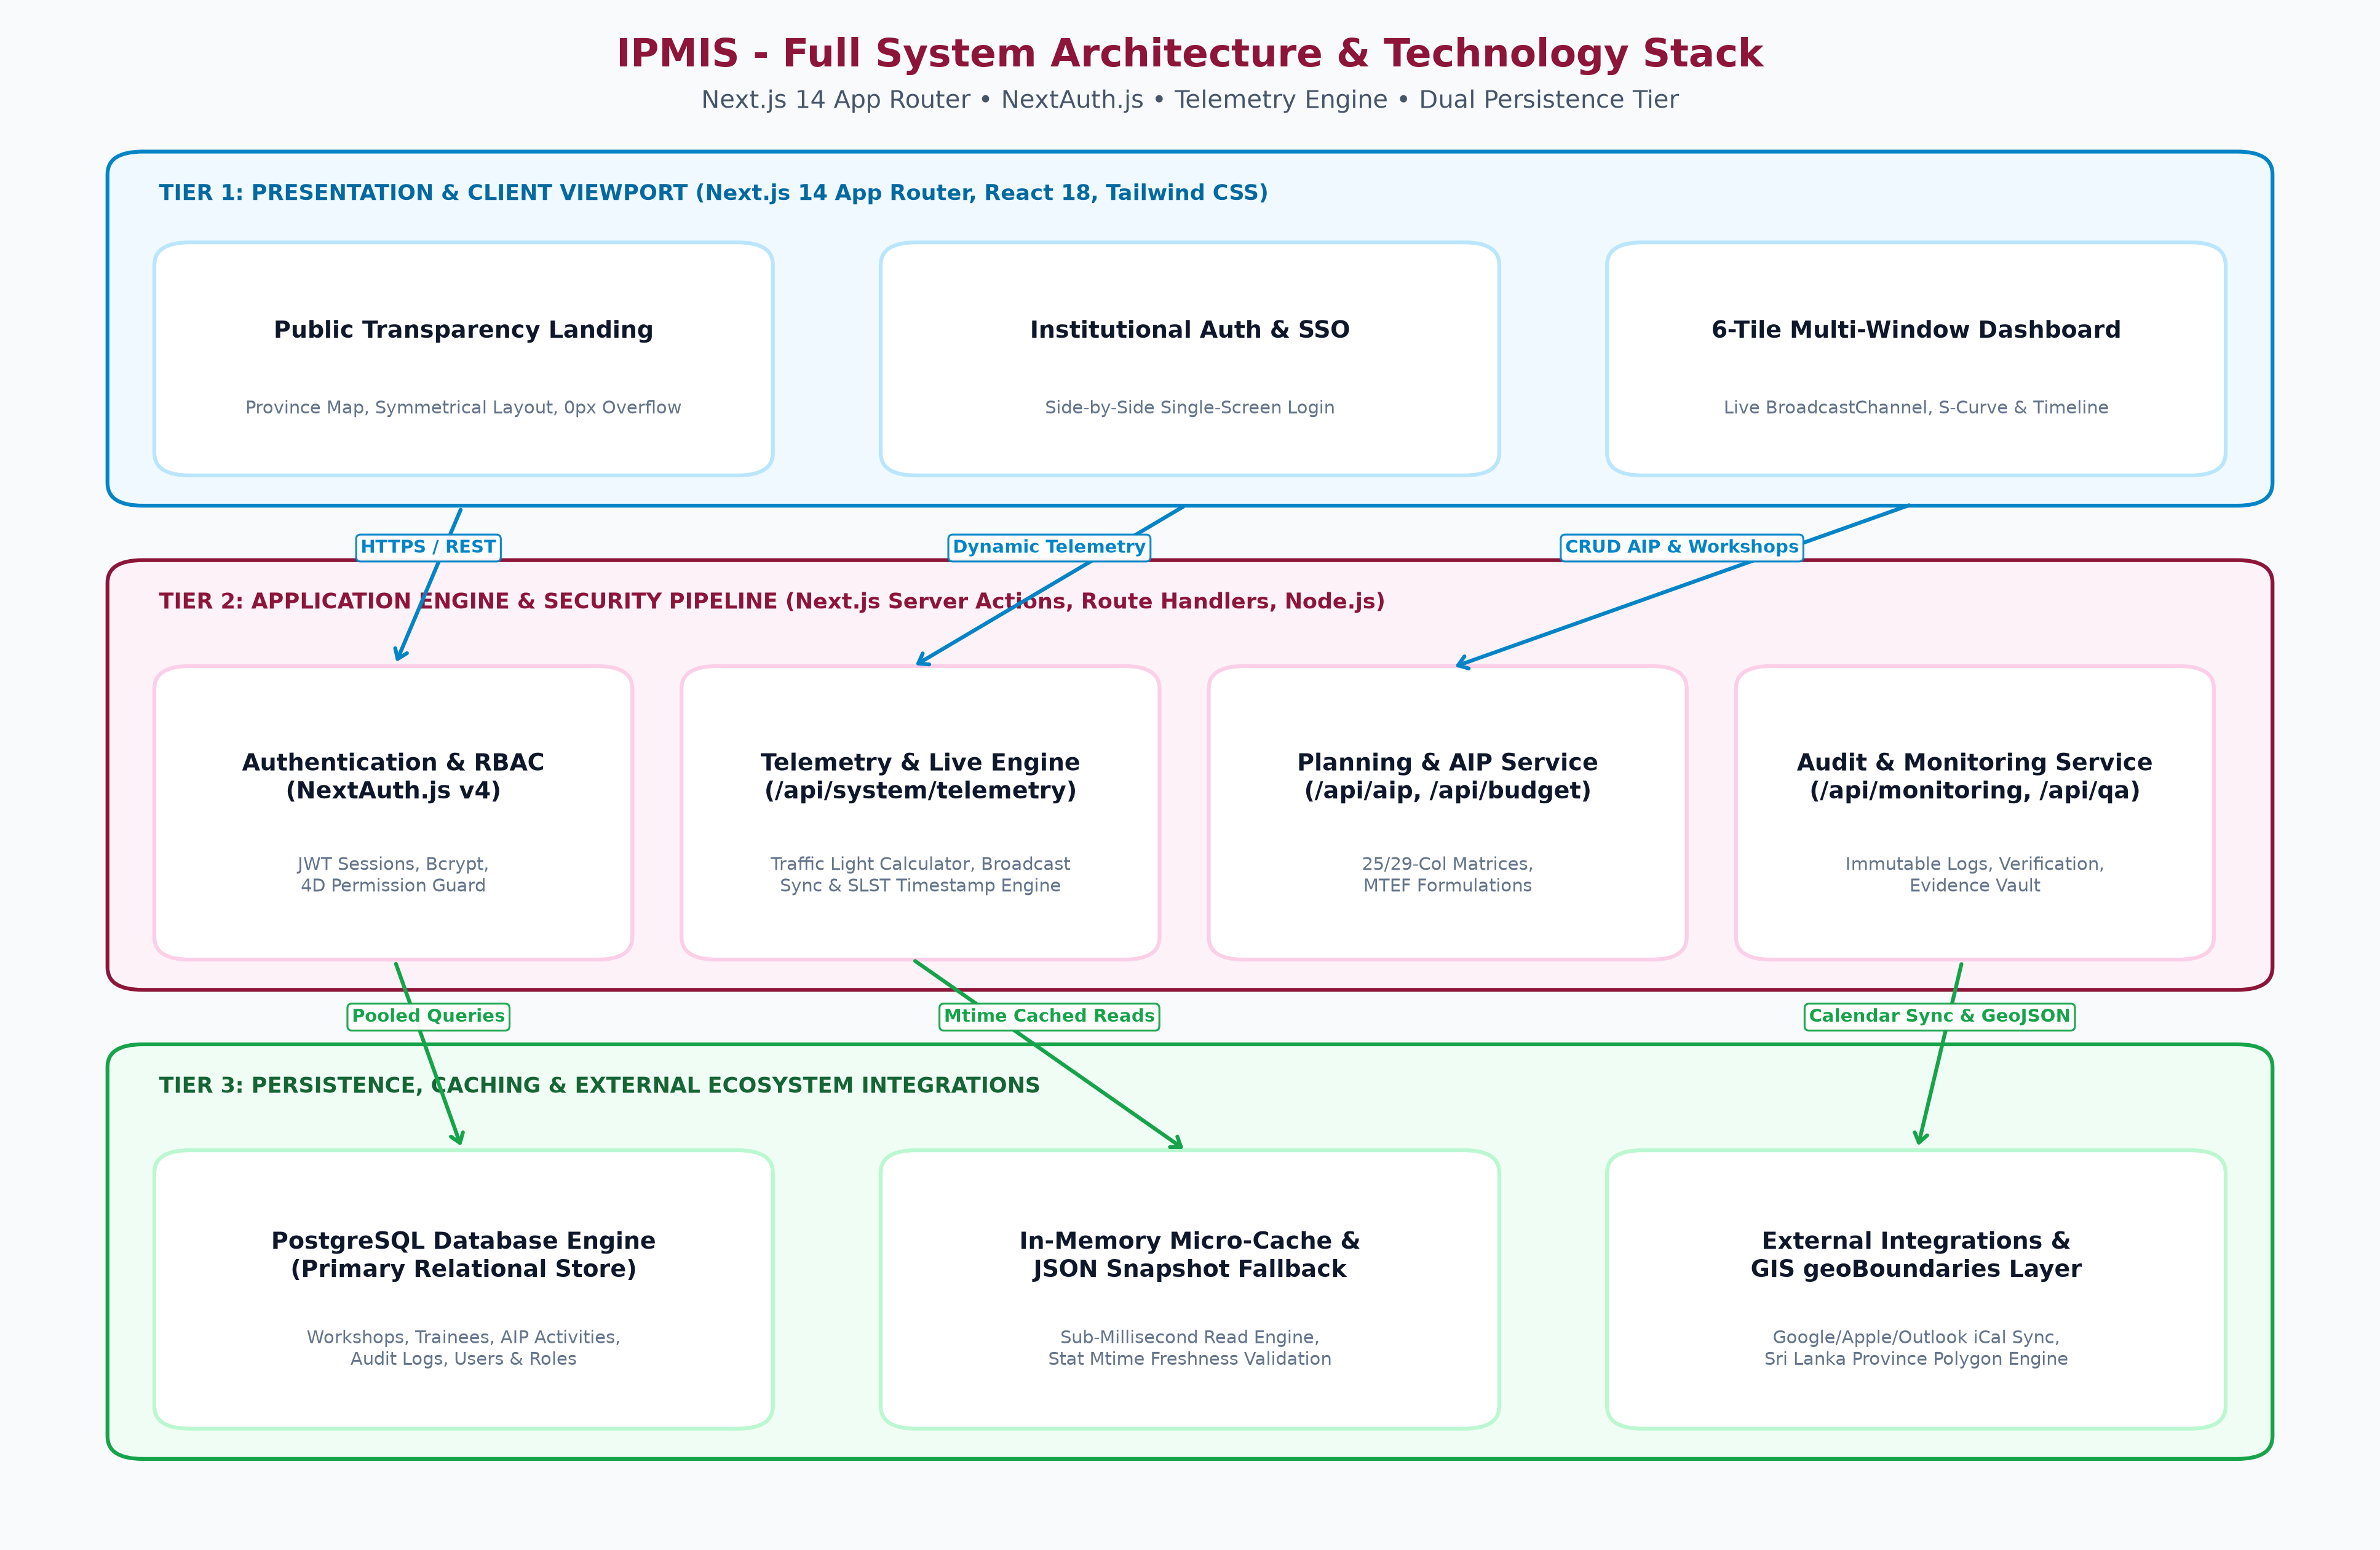 IPMIS - Full System Architecture & Technology Stack
Next.js 14 App Router • NextAuth.js • Telemetry Engine • Dual Persistence Tier
TIER 1: PRESENTATION & CLIENT VIEWPORT (Next.js 14 App Router, React 18, Tailwind CSS)
Public Transparency Landing
Province Map, Symmetrical Layout, 0px Overflow
Institutional Auth & SSO
Side-by-Side Single-Screen Login
6-Tile Multi-Window Dashboard
Live BroadcastChannel, S-Curve & Timeline
HTTPS / REST
Dynamic Telemetry
CRUD AIP & Workshops
TIER 2: APPLICATION ENGINE & SECURITY PIPELINE (Next.js Server Actions, Route Handlers, Node.js)
Authentication & RBAC
(NextAuth.js v4)
JWT Sessions, Bcrypt,
4D Permission Guard
Telemetry & Live Engine
(/api/system/telemetry)
Traffic Light Calculator, Broadcast
Sync & SLST Timestamp Engine
Planning & AIP Service
(/api/aip, /api/budget)
25/29-Col Matrices,
MTEF Formulations
Audit & Monitoring Service
(/api/monitoring, /api/qa)
Immutable Logs, Verification,
Evidence Vault
Pooled Queries
Mtime Cached Reads
Calendar Sync & GeoJSON
TIER 3: PERSISTENCE, CACHING & EXTERNAL ECOSYSTEM INTEGRATIONS
PostgreSQL Database Engine
(Primary Relational Store)
Workshops, Trainees, AIP Activities,
Audit Logs, Users & Roles
In-Memory Micro-Cache &
JSON Snapshot Fallback
Sub-Millisecond Read Engine,
Stat Mtime Freshness Validation
External Integrations &
GIS geoBoundaries Layer
Google/Apple/Outlook iCal Sync,
Sri Lanka Province Polygon Engine